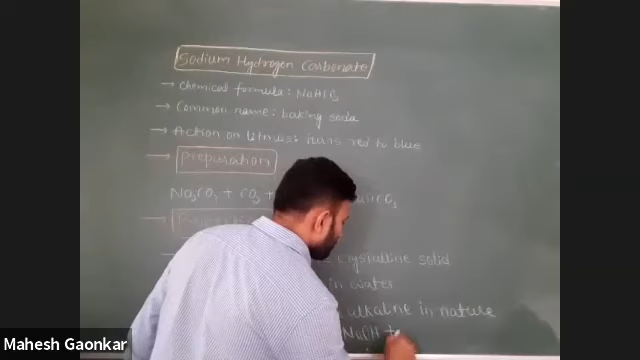 Sodium Hydrogen Carbonate
→ Chemical formula: NaHCO₃
→ Common name: baking soda
→ Action on litmus: turns red to blue
→ Preparation
Na₂CO₃ + CO₂ +
crystalline solid
in water
alkaline in nature
NaOH +
Mahesh Gaonkar